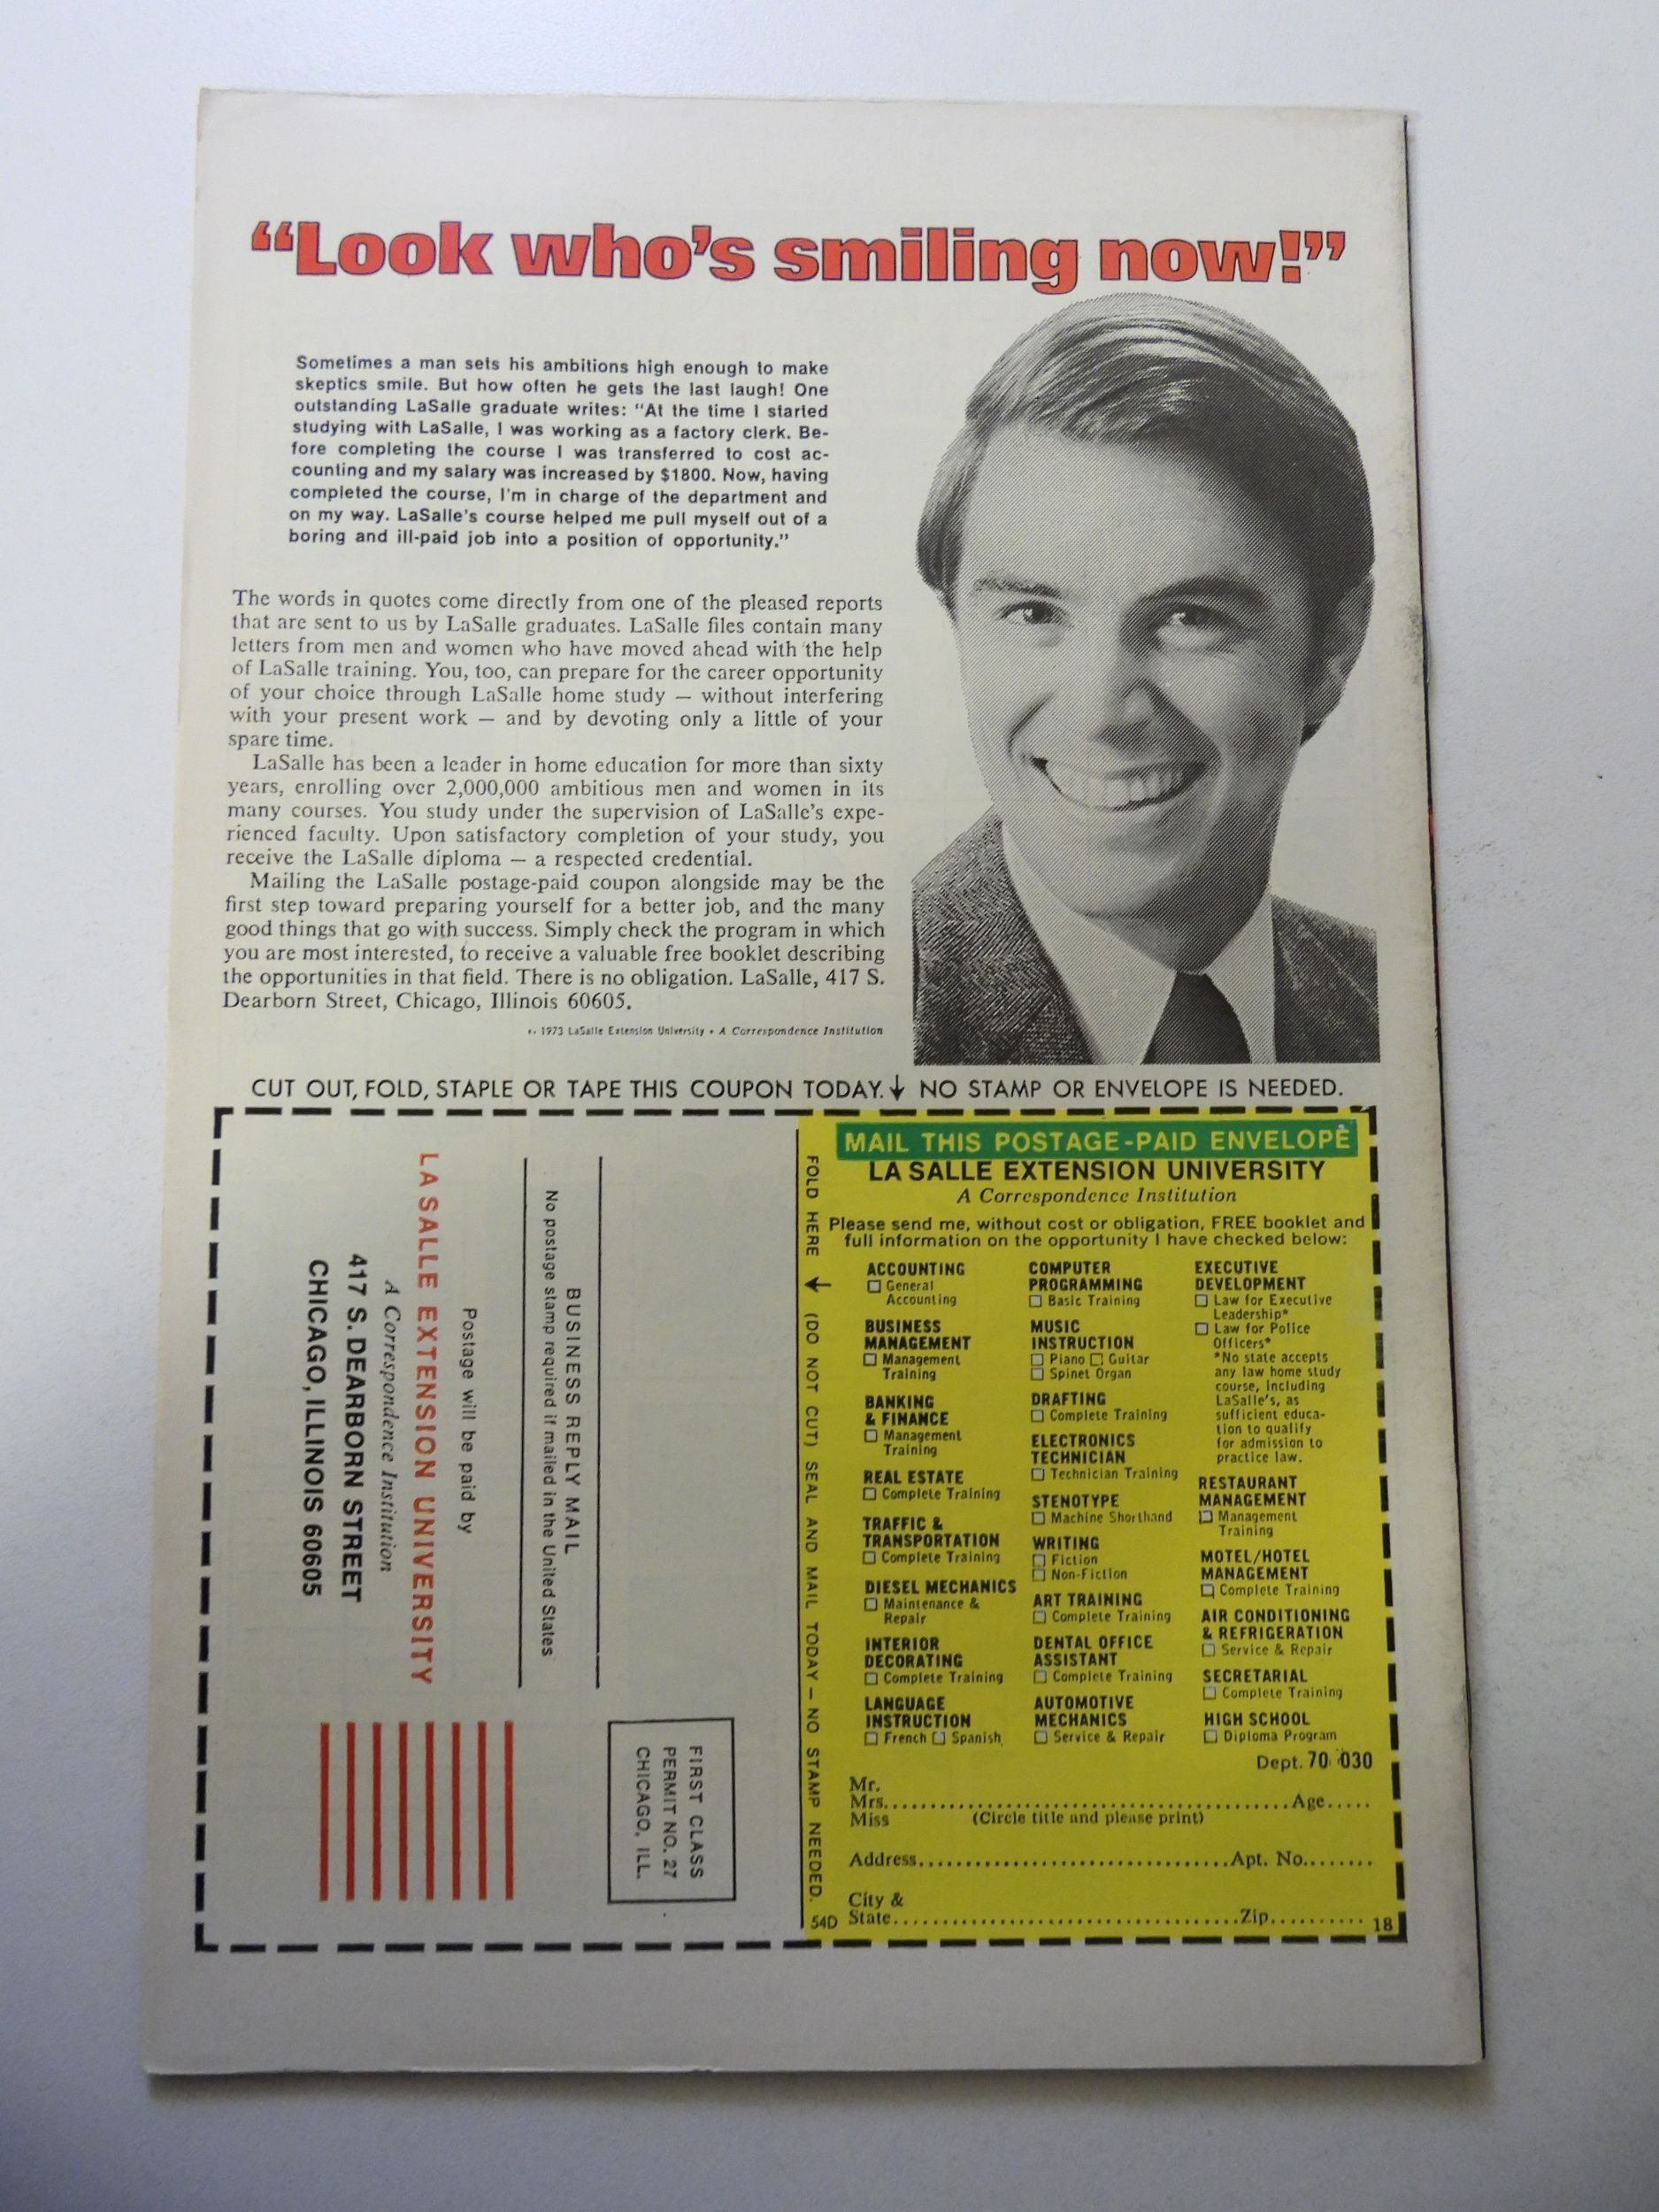 “Look who’s smiling now!”
Sometimes a man sets his ambitions high enough to make
skeptics smile. But how often he gets the last laugh! One
outstanding LaSalle graduate writes: “At the time I started
studying with LaSalle, I was working as a factory clerk. Be-
fore completing the course I was transferred to cost ac-
counting and my salary was increased by $1800. Now, having
completed the course, I’m in charge of the department and
on my way. LaSalle’s course helped me pull myself out of a
boring and ill-paid job into a position of opportunity.”
The words in quotes come directly from one of the pleased reports
that are sent to us by LaSalle graduates. LaSalle files contain many
letters from men and women who have moved ahead with the help
of LaSalle training. You, too, can prepare for the career opportunity
of your choice through LaSalle home study — without interfering
with your present work — and by devoting only a little of your
spare time.
LaSalle has been a leader in home education for more than sixty
years, enrolling over 2,000,000 ambitious men and women in its
many courses. You study under the supervision of LaSalle’s expe-
rienced faculty. Upon satisfactory completion of your study, you
receive the LaSalle diploma — a respected credential.
Mailing the LaSalle postage-paid coupon alongside may be the
first step toward preparing yourself for a better job, and the many
good things that go with success. Simply check the program in which
you are most interested, to receive a valuable free booklet describing
the opportunities in that field. There is no obligation. LaSalle, 417 S.
Dearborn Street, Chicago, Illinois 60605.
1973 LaSalle Extension University • A Correspondence Institution
CUT OUT, FOLD, STAPLE OR TAPE THIS COUPON TODAY. ↓ NO STAMP OR ENVELOPE IS NEEDED.
FIRST CLASS
PERMIT NO. 27
CHICAGO, ILL.
BUSINESS REPLY MAIL
No postage stamp required if mailed in the United States
Postage will be paid by
LA SALLE EXTENSION UNIVERSITY
A Correspondence Institution
417 S. DEARBORN STREET
CHICAGO, ILLINOIS 60605
FOLD HERE (DO NOT CUT) SEAL AND MAIL TODAY — NO STAMP NEEDED.
MAIL THIS POSTAGE-PAID ENVELOPE
LA SALLE EXTENSION UNIVERSITY
A Correspondence Institution
Please send me, without cost or obligation, FREE booklet and
full information on the opportunity I have checked below:
ACCOUNTING
☐ General
Accounting
BUSINESS
MANAGEMENT
☐ Management
Training
BANKING
& FINANCE
☐ Management
Training
REAL ESTATE
☐ Complete Training
TRAFFIC &
TRANSPORTATION
☐ Complete Training
DIESEL MECHANICS
☐ Maintenance &
Repair
INTERIOR
DECORATING
☐ Complete Training
LANGUAGE
INSTRUCTION
☐ French ☐ Spanish
COMPUTER
PROGRAMMING
☐ Basic Training
MUSIC
INSTRUCTION
☐ Piano ☐ Guitar
☐ Spinet Organ
DRAFTING
☐ Complete Training
ELECTRONICS
TECHNICIAN
☐ Technician Training
STENOTYPE
☐ Machine Shorthand
WRITING
☐ Fiction
☐ Non-Fiction
ART TRAINING
☐ Complete Training
DENTAL OFFICE
ASSISTANT
☐ Complete Training
AUTOMOTIVE
MECHANICS
☐ Service & Repair
EXECUTIVE
DEVELOPMENT
☐ Law for Executive
Leadership*
☐ Law for Police
Officers*
*No state accepts
any law home study
course, including
LaSalle’s, as
sufficient educa-
tion to qualify
for admission to
practice law.
RESTAURANT
MANAGEMENT
☐ Management
Training
MOTEL/HOTEL
MANAGEMENT
☐ Complete Training
AIR CONDITIONING
& REFRIGERATION
☐ Service & Repair
SECRETARIAL
☐ Complete Training
HIGH SCHOOL
☐ Diploma Program
Dept. 70-030
Mr.
Mrs. Age
Miss (Circle title and please print)
Address Apt. No.
City &
State Zip
54D
18